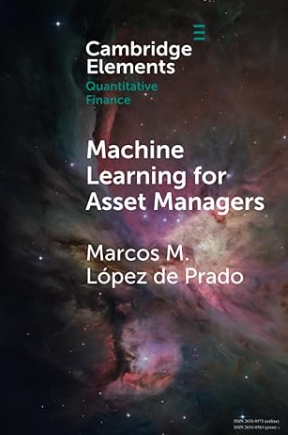 Cambridge
Elements
Quantitative
Finance
Machine
Learning for
Asset Managers
Marcos M.
López de Prado